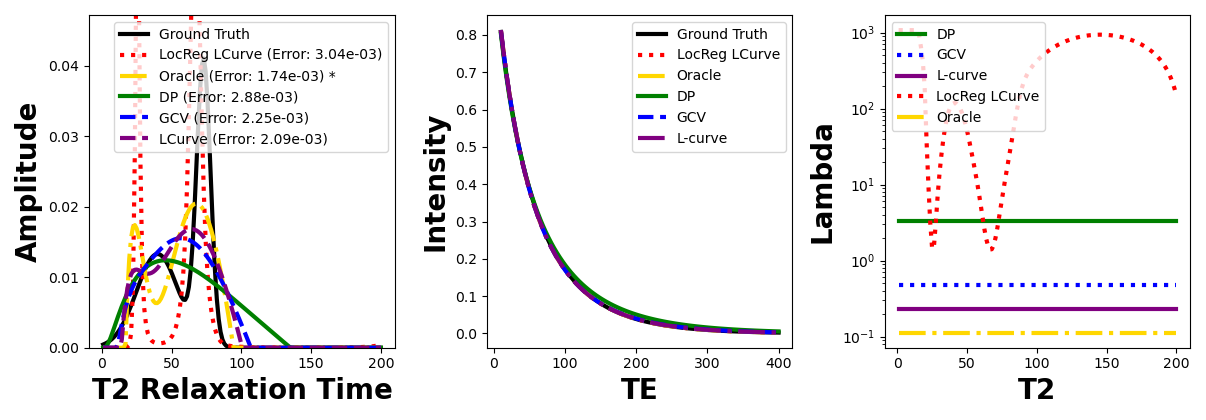 Ground Truth
LocReg LCurve (Error: 3.04e-03)
Oracle (Error: 1.74e-03) *
DP (Error: 2.88e-03)
GCV (Error: 2.25e-03)
LCurve (Error: 2.09e-03)
Amplitude
0.04
0.03
0.02
0.01
0.00
0
50
100
150
200
T2 Relaxation Time
Ground Truth
LocReg LCurve
Oracle
DP
GCV
L-curve
Intensity
0.8
0.7
0.6
0.5
0.4
0.3
0.2
0.1
0.0
0
100
200
300
400
TE
DP
GCV
L-curve
LocReg LCurve
Oracle
Lambda
10³
10²
10¹
10⁰
10⁻¹
0
50
100
150
200
T2